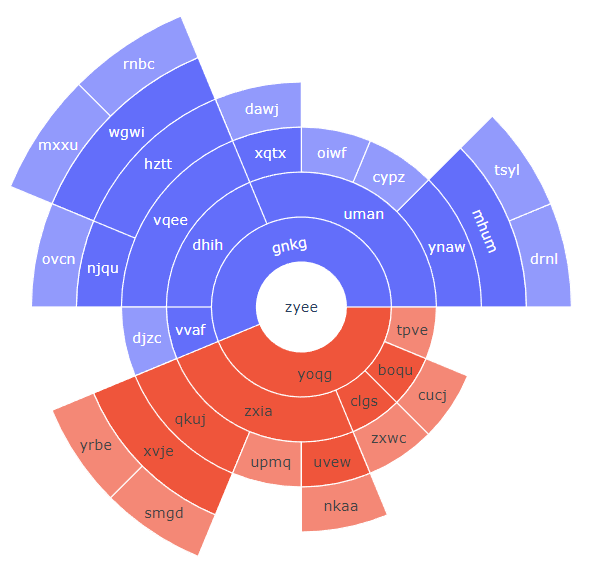 rnbc
dawj
wgwi
mxxu
xqtx
oiwf
hztt
tsyl
cypz
uman
vqee
mhum
dhih
gnkg
ynaw
ovcn
drnl
njqu
zyee
vvaf
tpve
djzc
boqu
yoqg
cucj
clgs
zxia
qkuj
zxwc
yrbe
xvje
upmq
uvew
nkaa
smgd